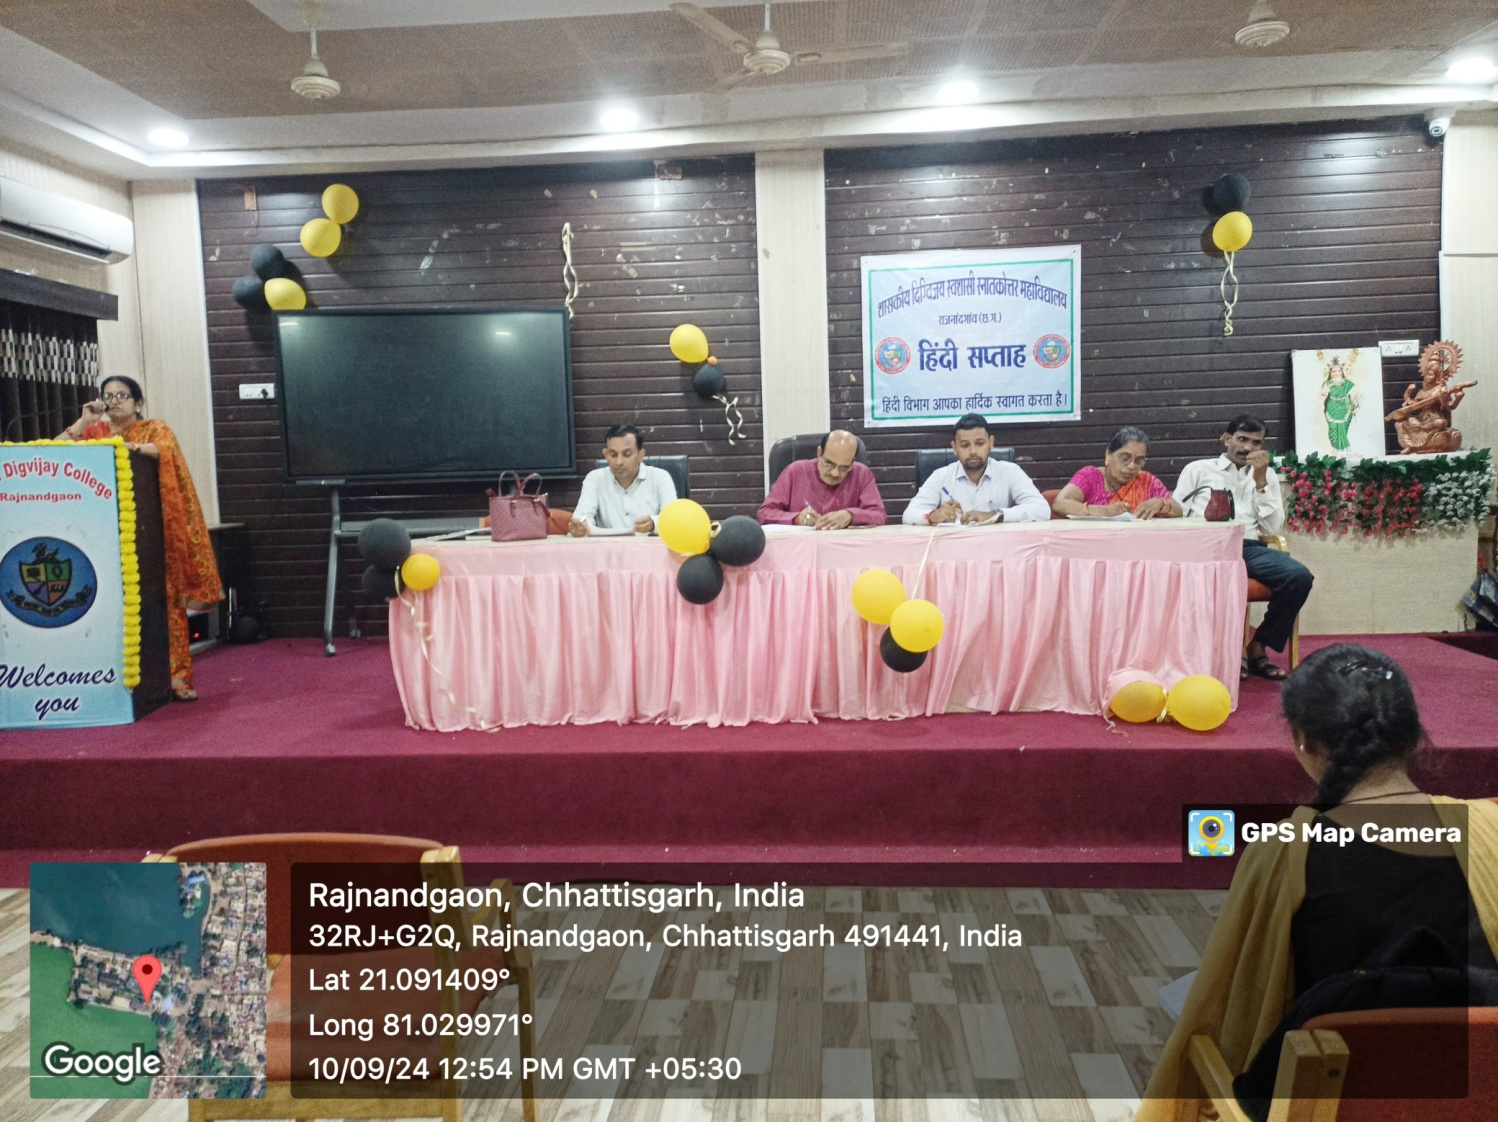 शासकीय दिग्विजय स्वशासी स्नातकोत्तर महाविद्यालय
राजनांदगांव (छ.ग.)
हिंदी सप्ताह
हिंदी विभाग आपका हार्दिक स्वागत करता है।
Digvijay College
Rajnandgaon
Welcomes
you
GPS Map Camera
Rajnandgaon, Chhattisgarh, India
32RJ+G2Q, Rajnandgaon, Chhattisgarh 491441, India
Lat 21.091409°
Long 81.029971°
10/09/24 12:54 PM GMT +05:30
Google